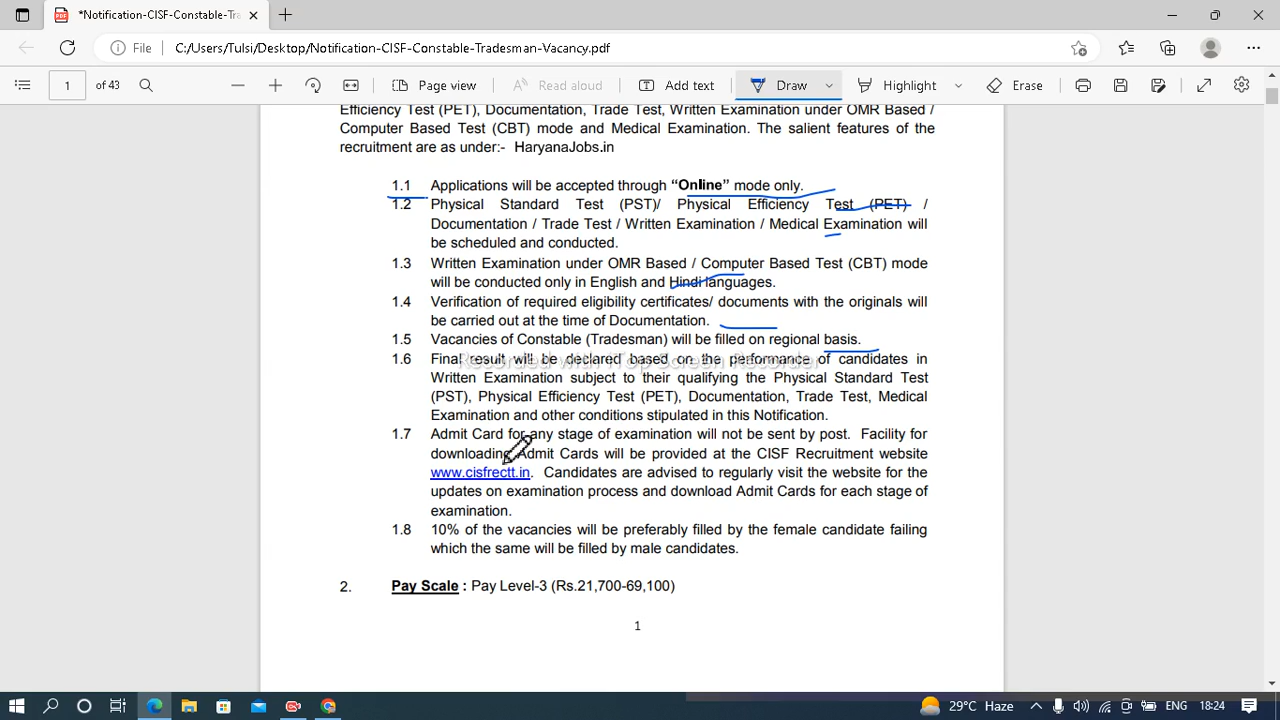 *Notification-CISF-Constable-Tra
File C:/Users/Tulsi/Desktop/Notification-CISF-Constable-Tradesman-Vacancy.pdf
1 of 43 Page view Read aloud Add text Draw Highlight Erase
Efficiency Test (PET), Documentation, Trade Test, Written Examination under OMR Based /
Computer Based Test (CBT) mode and Medical Examination. The salient features of the
recruitment are as under:- HaryanaJobs.in
1.1 Applications will be accepted through “Online” mode only.
1.2 Physical Standard Test (PST)/ Physical Efficiency Test (PET) /
Documentation / Trade Test / Written Examination / Medical Examination will
be scheduled and conducted.
1.3 Written Examination under OMR Based / Computer Based Test (CBT) mode
will be conducted only in English and Hindi languages.
1.4 Verification of required eligibility certificates/ documents with the originals will
be carried out at the time of Documentation.
1.5 Vacancies of Constable (Tradesman) will be filled on regional basis.
1.6 Final result will be declared based on the performance of candidates in
Recorded with iTop Screen Recorder
Written Examination subject to their qualifying the Physical Standard Test
(PST), Physical Efficiency Test (PET), Documentation, Trade Test, Medical
Examination and other conditions stipulated in this Notification.
1.7 Admit Card for any stage of examination will not be sent by post. Facility for
downloading Admit Cards will be provided at the CISF Recruitment website
www.cisfrectt.in. Candidates are advised to regularly visit the website for the
updates on examination process and download Admit Cards for each stage of
examination.
1.8 10% of the vacancies will be preferably filled by the female candidate failing
which the same will be filled by male candidates.
2. Pay Scale : Pay Level-3 (Rs.21,700-69,100)
1
29°C Haze ENG 18:24